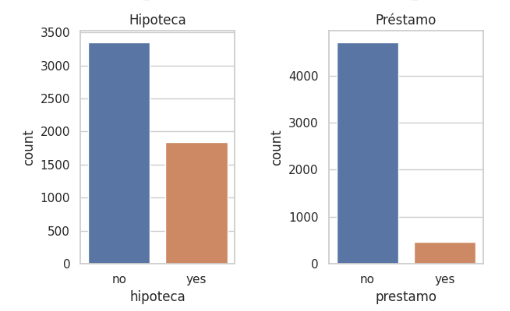 Hipoteca
3500
3000
2500
2000
1500
1000
500
0
count
no yes
hipoteca
Préstamo
4000
3000
2000
1000
0
count
no yes
prestamo